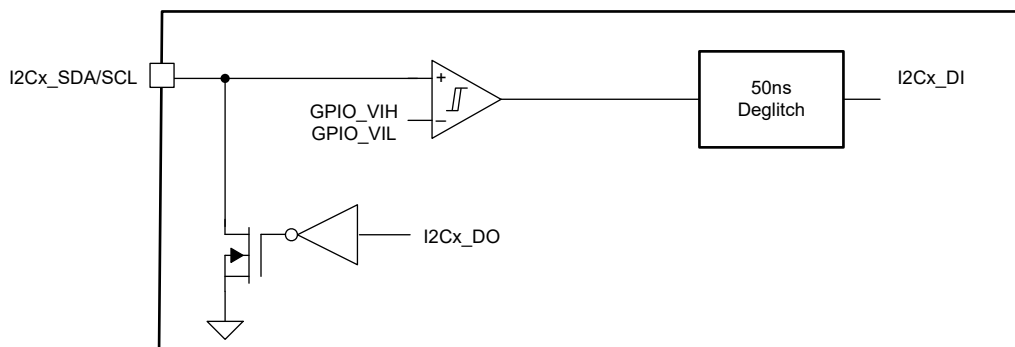 I2Cx_SDA/SCL
+
GPIO_VIH
GPIO_VIL
−
50ns
Deglitch
I2Cx_DI
I2Cx_DO